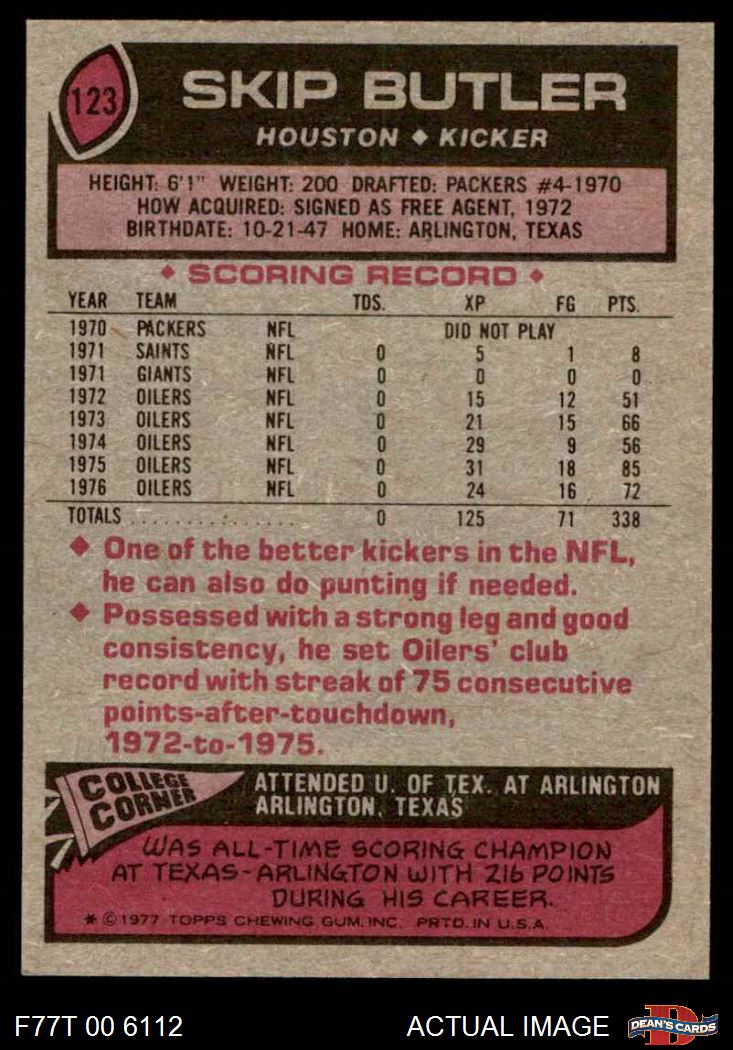 123
SKIP BUTLER
HOUSTON ◆ KICKER
HEIGHT: 6'1" WEIGHT: 200 DRAFTED: PACKERS #4-1970
HOW ACQUIRED: SIGNED AS FREE AGENT, 1972
BIRTHDATE: 10-21-47 HOME: ARLINGTON, TEXAS
◆ SCORING RECORD ◆
YEAR TEAM TDS. XP FG PTS.
1970 PACKERS NFL DID NOT PLAY
1971 SAINTS NFL 0 5 1 8
1971 GIANTS NFL 0 0 0 0
1972 OILERS NFL 0 15 12 51
1973 OILERS NFL 0 21 15 66
1974 OILERS NFL 0 29 9 56
1975 OILERS NFL 0 31 18 85
1976 OILERS NFL 0 24 16 72
TOTALS . . . . . . . . . . . . . . . 0 125 71 338
◆ One of the better kickers in the NFL,
he can also do punting if needed.
◆ Possessed with a strong leg and good
consistency, he set Oilers' club
record with streak of 75 consecutive
points-after-touchdown,
1972-to-1975.
COLLEGE
CORNER
ATTENDED U. OF TEX. AT ARLINGTON
ARLINGTON, TEXAS
WAS ALL-TIME SCORING CHAMPION
AT TEXAS-ARLINGTON WITH 216 POINTS
DURING HIS CAREER.
* © 1977 TOPPS CHEWING GUM, INC. PRTD. IN U.S.A.
F77T 00 6112 ACTUAL IMAGE
D
DEAN'S CARDS